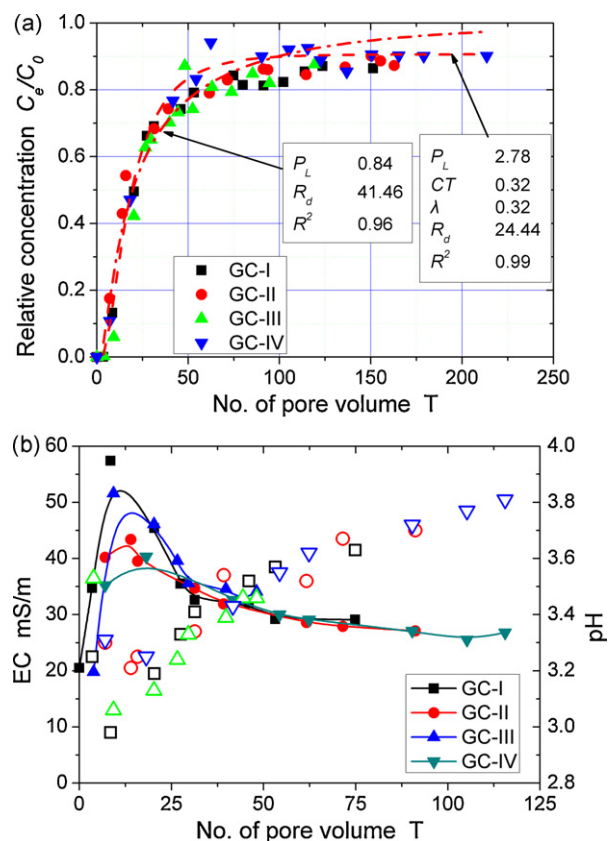 (a)
Relative concentration Ce/C0
1.0
0.8
0.6
0.4
0.2
0.0
PL 0.84
Rd 41.46
R2 0.96
PL 2.78
CT 0.32
λ 0.32
Rd 24.44
R2 0.99
GC-I
GC-II
GC-III
GC-IV
0 50 100 150 200 250
No. of pore volume T
(b)
EC mS/m
60
50
40
30
20
10
0
pH
4.0
3.8
3.6
3.4
3.2
3.0
2.8
GC-I
GC-II
GC-III
GC-IV
0 25 50 75 100 125
No. of pore volume T